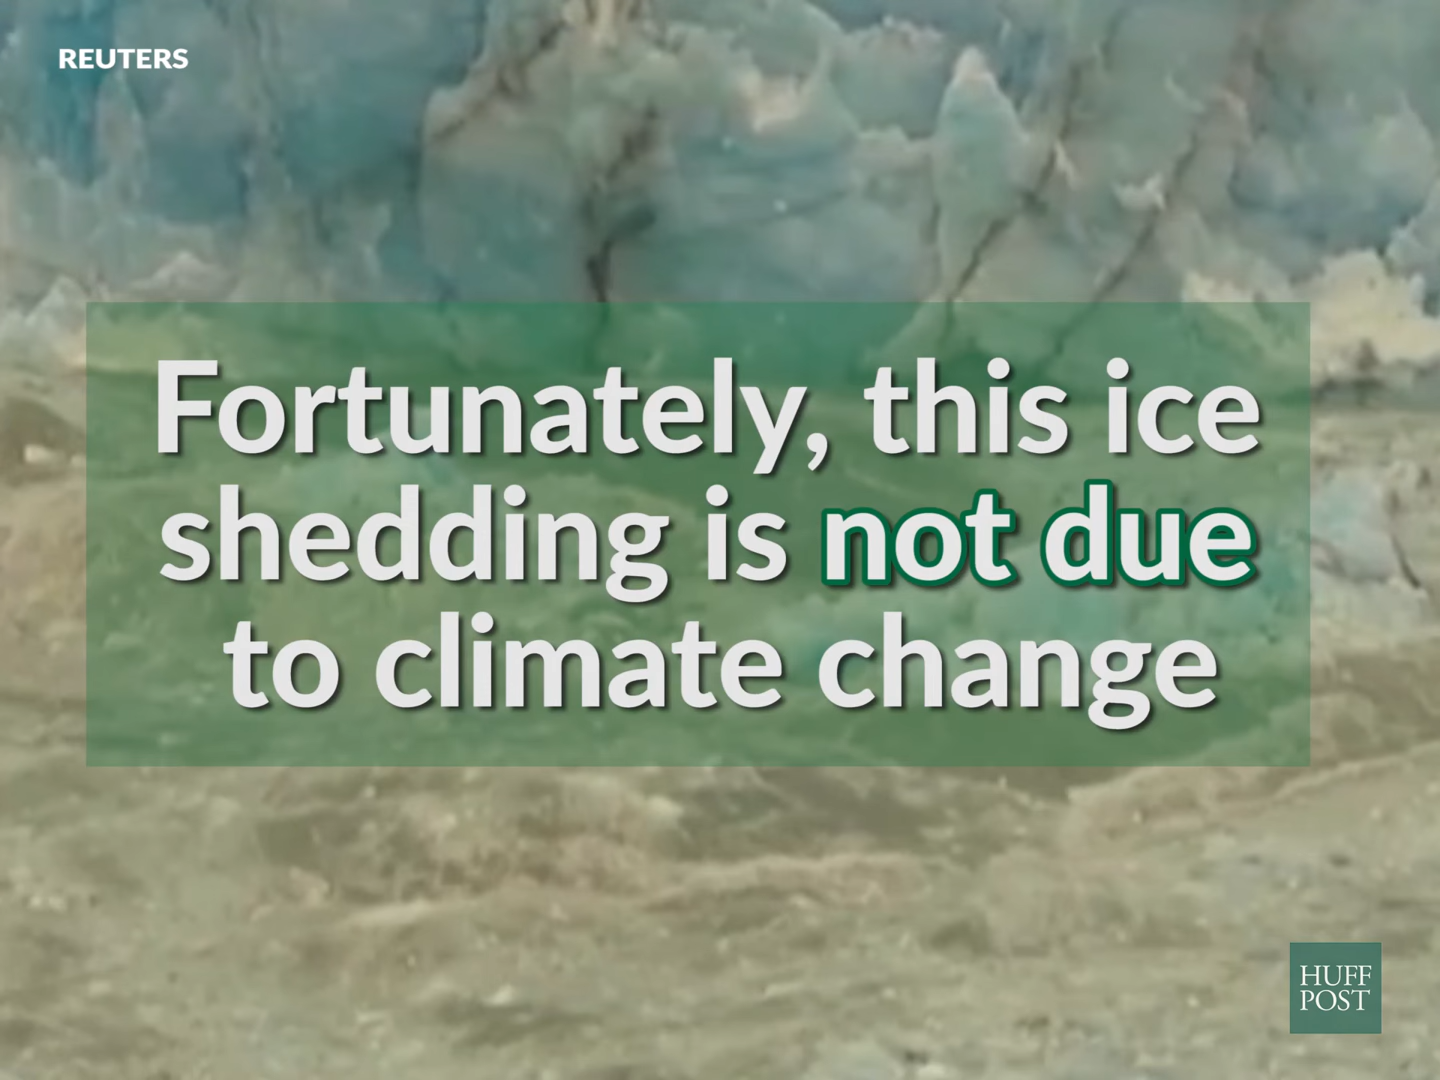 REUTERS
Fortunately, this ice
shedding is not due
to climate change
HUFF
POST